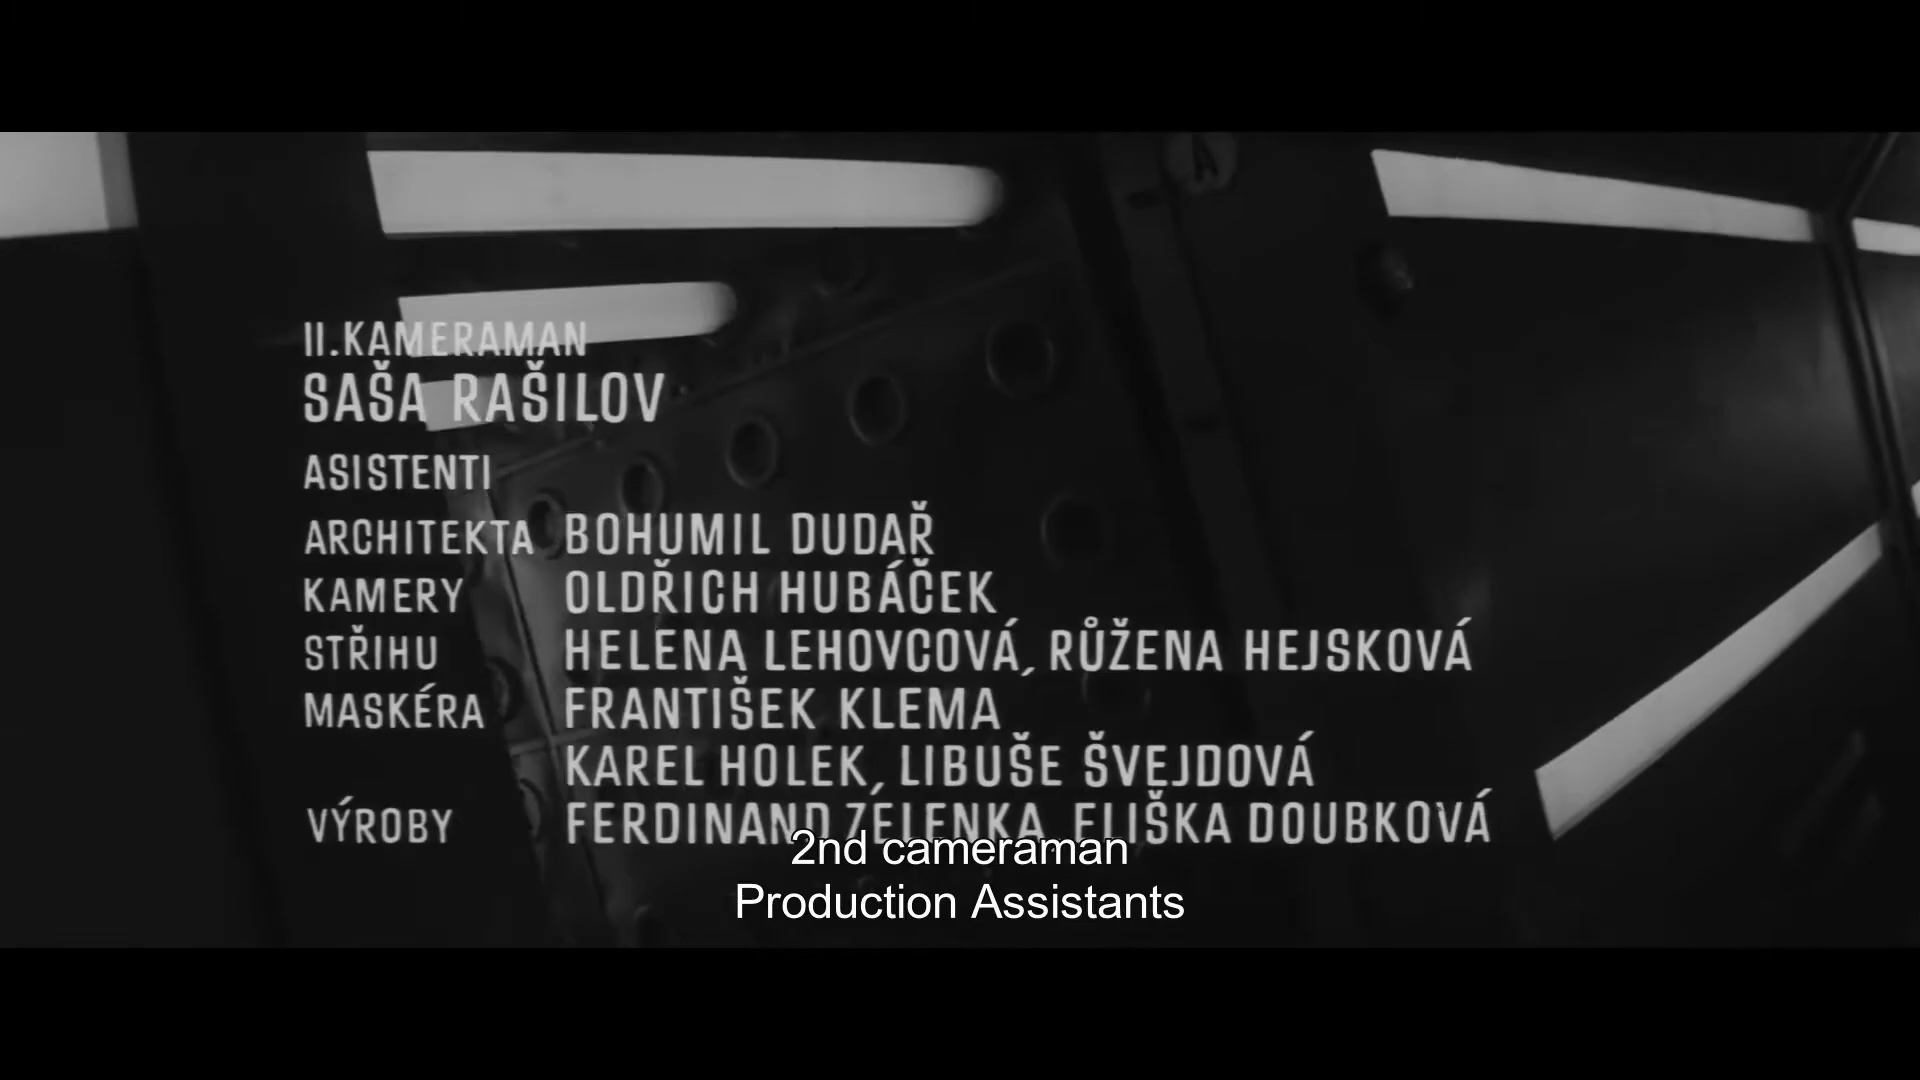 A
II.KAMERAMAN
SAŠA RAŠILOV
ASISTENTI
ARCHITEKTA BOHUMIL DUDAŘ
KAMERY OLDŘICH HUBÁČEK
STŘIHU HELENA LEHOVCOVÁ, RŮŽENA HEJSKOVÁ
MASKÉRA FRANTIŠEK KLEMA
KAREL HOLEK, LIBUŠE ŠVEJDOVÁ
VÝROBY FERDINAND ZELENKA, ELIŠKA DOUBKOVÁ
2nd cameraman
Production Assistants